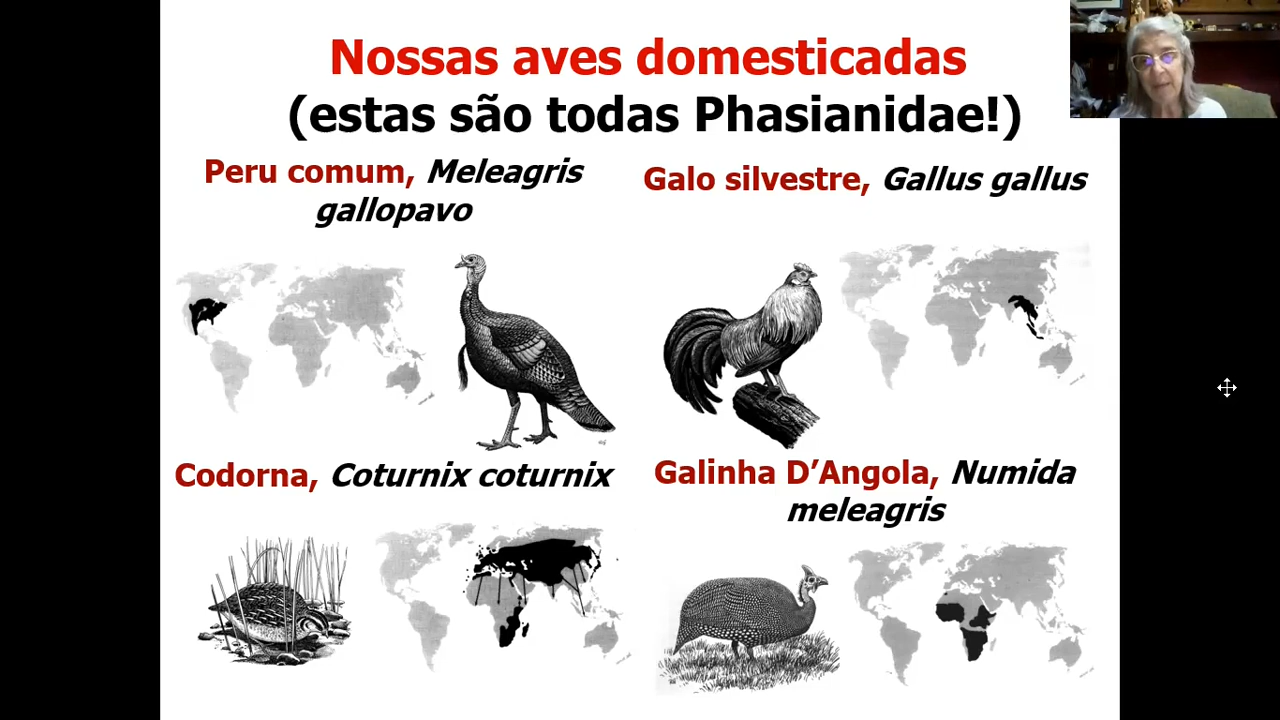 Nossas aves domesticadas
(estas são todas Phasianidae!)
Peru comum, Meleagris
gallopavo
Galo silvestre, Gallus gallus
Codorna, Coturnix coturnix
Galinha D’Angola, Numida
meleagris